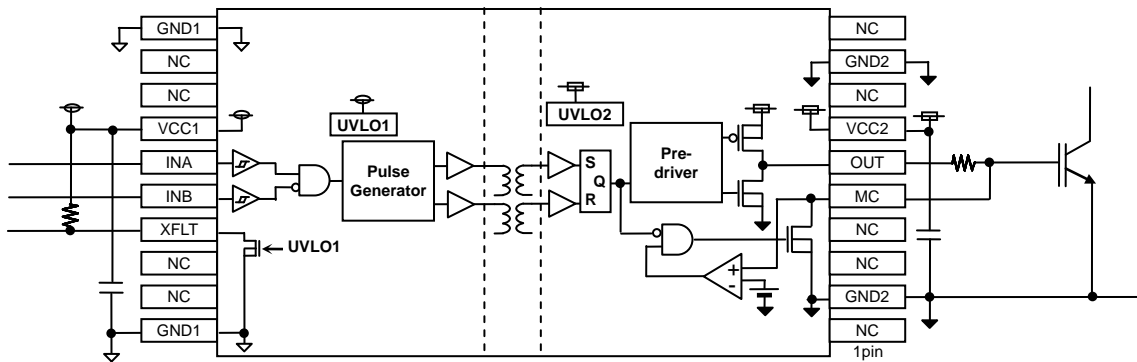 GND1
NC
NC
VCC1
INA
INB
XFLT
NC
NC
GND1
UVLO1
UVLO1
Pulse
Generator
UVLO2
S
Q
R
Pre-
driver
+
-
NC
GND2
NC
VCC2
OUT
MC
NC
NC
GND2
NC
1pin